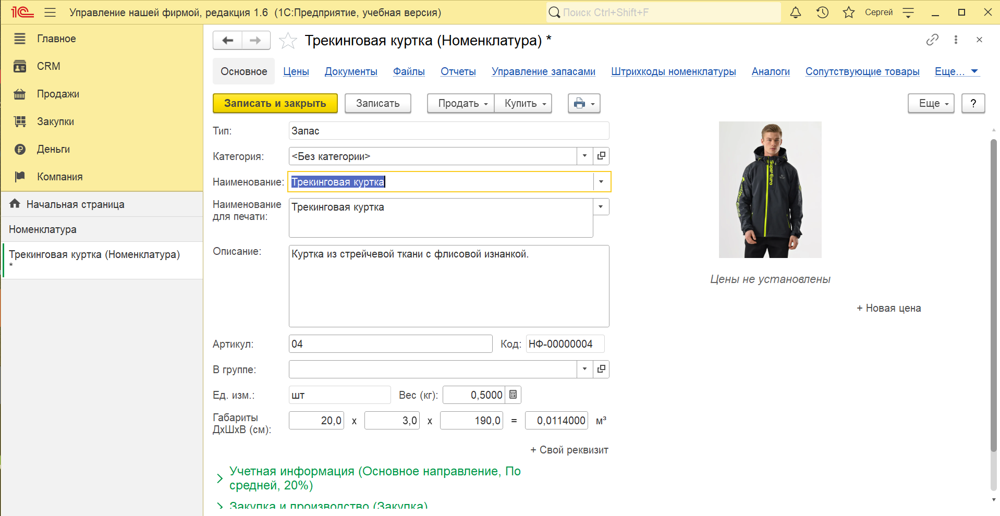 1С Управление нашей фирмой, редакция 1.6 (1С:Предприятие, учебная версия)
Поиск Ctrl+Shift+F
Сергей
Главное
CRM
Продажи
Закупки
Деньги
Компания
Начальная страница
Номенклатура
Трекинговая куртка (Номенклатура)
*
Трекинговая куртка (Номенклатура) *
Основное Цены Документы Файлы Отчеты Управление запасами Штрихкоды номенклатуры Аналоги Сопутствующие товары Еще...
Записать и закрыть Записать Продать Купить Еще ?
Тип: Запас
Категория: <Без категории>
Наименование: Трекинговая куртка
Наименование
для печати: Трекинговая куртка
Описание: Куртка из стрейчевой ткани с флисовой изнанкой.
Артикул: 04 Код: НФ-00000004
В группе:
Ед. изм.: шт Вес (кг): 0,5000
Габариты
ДхШхВ (см): 20,0 x 3,0 x 190,0 = 0,0114000 м³
+ Свой реквизит
Учетная информация (Основное направление, По
средней, 20%)
Закупка и производство (Закупка)
Super Euro
Цены не установлены
+ Новая цена